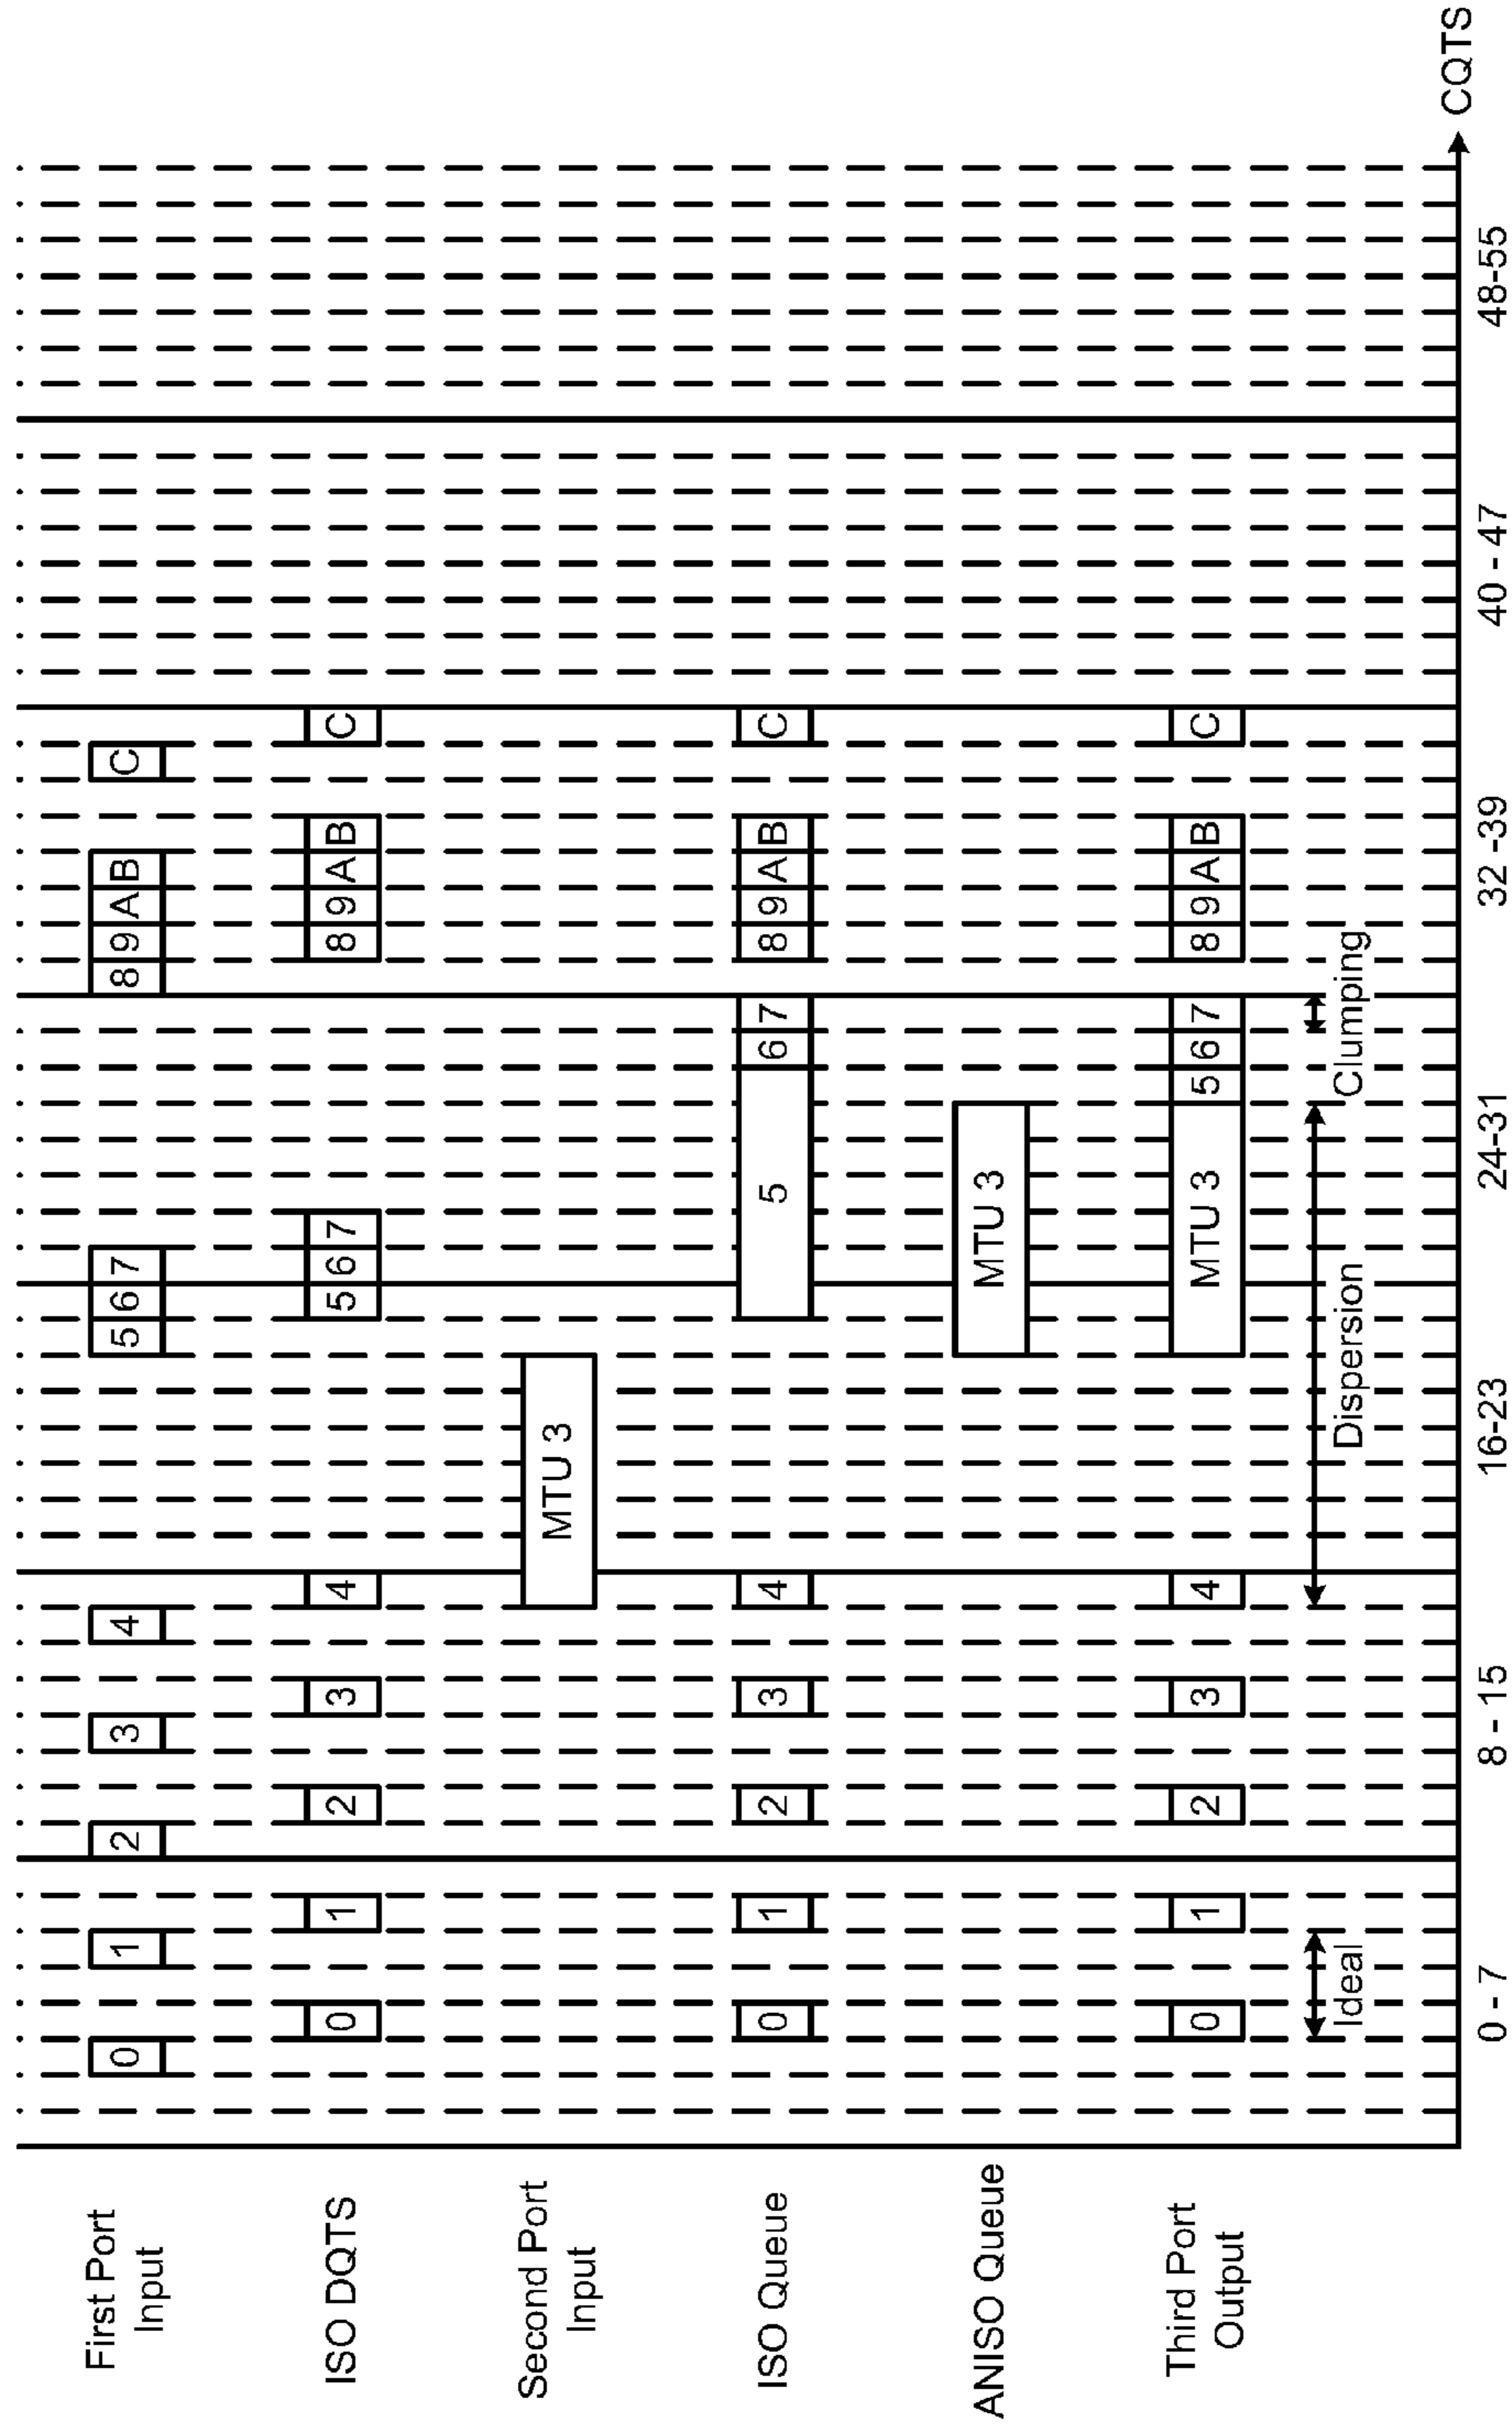 First Port
Input
0 1 2 3 4 5 6 7 8 9 A B C
ISO DQTS
0 1 2 3 4 5 6 7 8 9 A B C
Second Port
Input
MTU 3
ISO Queue
0 1 2 3 4 5 6 7 8 9 A B C
ANISO Queue
MTU 3
Third Port
Output
0 1 2 3 4 MTU 3 5 6 7 8 9 A B C
Ideal
Dispersion
Clumping
CQTS
0 - 7
8 - 15
16-23
24-31
32 -39
40 - 47
48-55